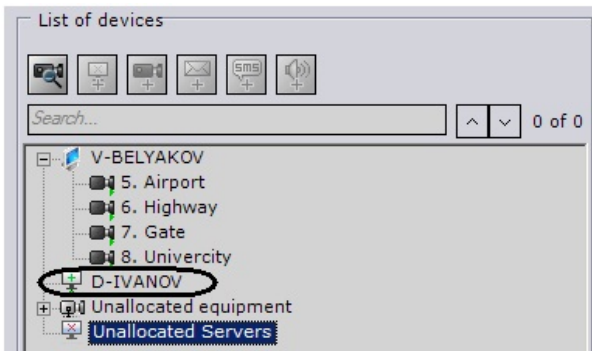 List of devices
sms
Search...
0 of 0
V-BELYAKOV
5. Airport
6. Highway
7. Gate
8. Univercity
D-IVANOV
Unallocated equipment
Unallocated Servers